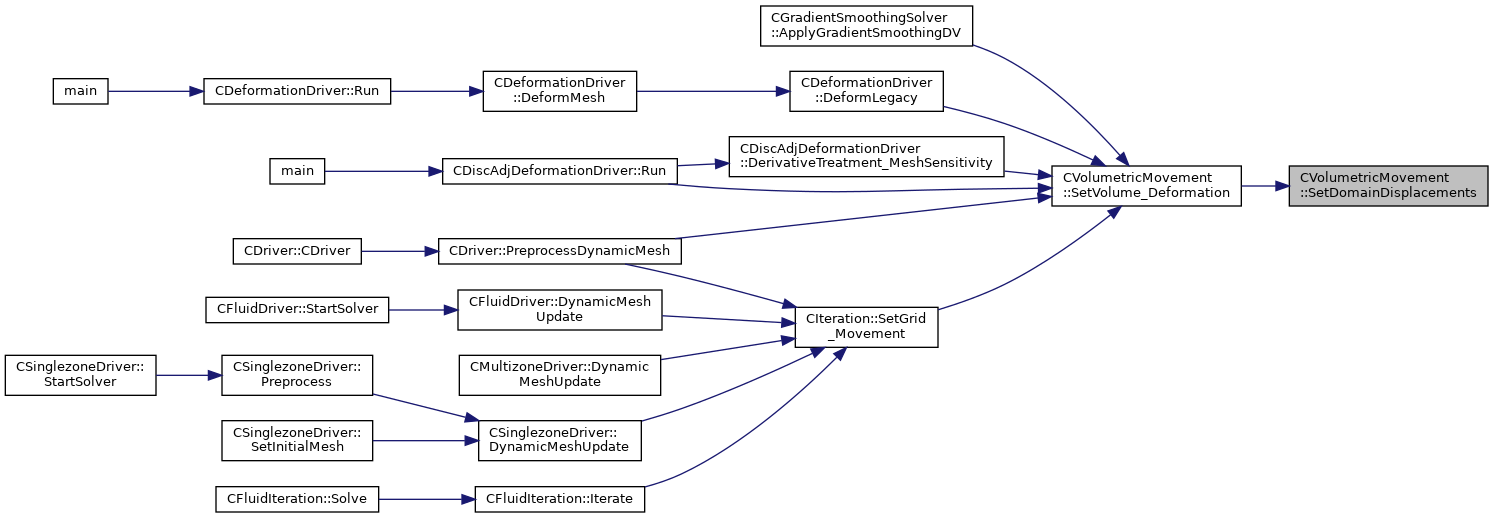 CGradientSmoothingSolver
::ApplyGradientSmoothingDV
main
CDeformationDriver::Run
CDeformationDriver
::DeformMesh
CDeformationDriver
::DeformLegacy
CDiscAdjDeformationDriver
::DerivativeTreatment_MeshSensitivity
main
CDiscAdjDeformationDriver::Run
CVolumetricMovement
::SetVolume_Deformation
CVolumetricMovement
::SetDomainDisplacements
CDriver::CDriver
CDriver::PreprocessDynamicMesh
CFluidDriver::StartSolver
CFluidDriver::DynamicMesh
Update
CIteration::SetGrid
_Movement
CSinglezoneDriver::
StartSolver
CSinglezoneDriver::
Preprocess
CMultizoneDriver::Dynamic
MeshUpdate
CSinglezoneDriver::
SetInitialMesh
CSinglezoneDriver::
DynamicMeshUpdate
CFluidIteration::Solve
CFluidIteration::Iterate